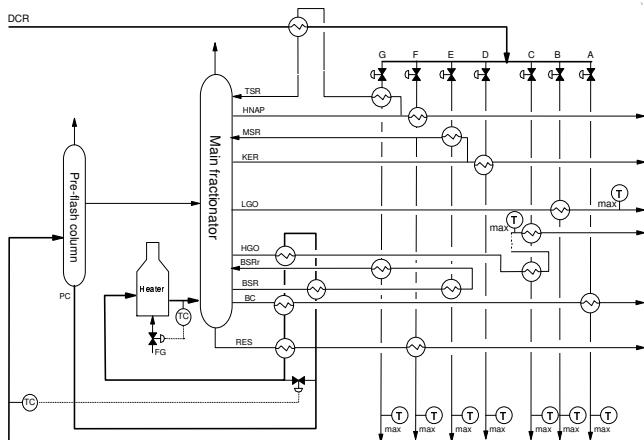 DCR
G F E D C B A
TSR
HNAP
MSR
KER
LGO
T
max
T
max
HGO
BSRr
BSR
BC
RES
Main fractionator
Pre-flash column
PC
Heater
TC
FG
TC
T T T T T T T
max max max max max max max